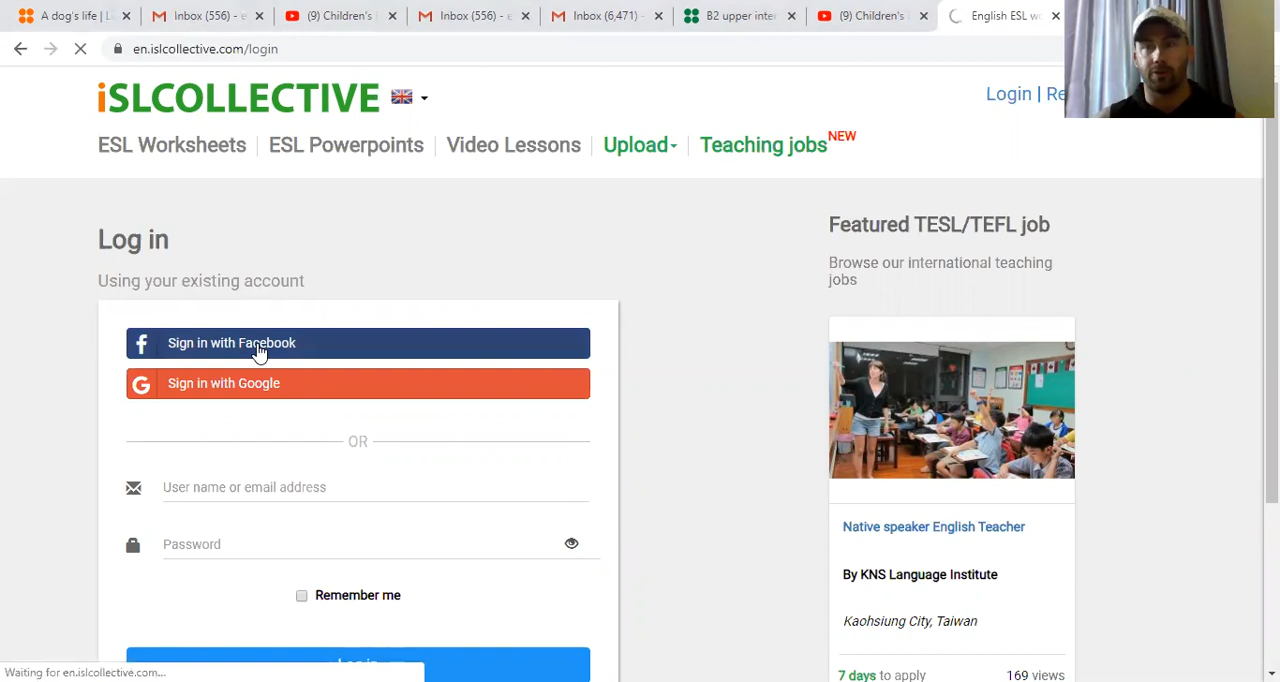 A dog's life | L
Inbox (556) - e
(9) Children's
Inbox (556) - e
Inbox (6,471) -
B2 upper inter
(9) Children's
English ESL wo
en.islcollective.com/login
iSLCOLLECTIVE
Login | Re
ESL Worksheets
ESL Powerpoints
Video Lessons
Upload
Teaching jobs NEW
Log in
Using your existing account
Sign in with Facebook
Sign in with Google
OR
User name or email address
Password
Remember me
Featured TESL/TEFL job
Browse our international teaching
jobs
Native speaker English Teacher
By KNS Language Institute
Kaohsiung City, Taiwan
7 days to apply
169 views
Waiting for en.islcollective.com...